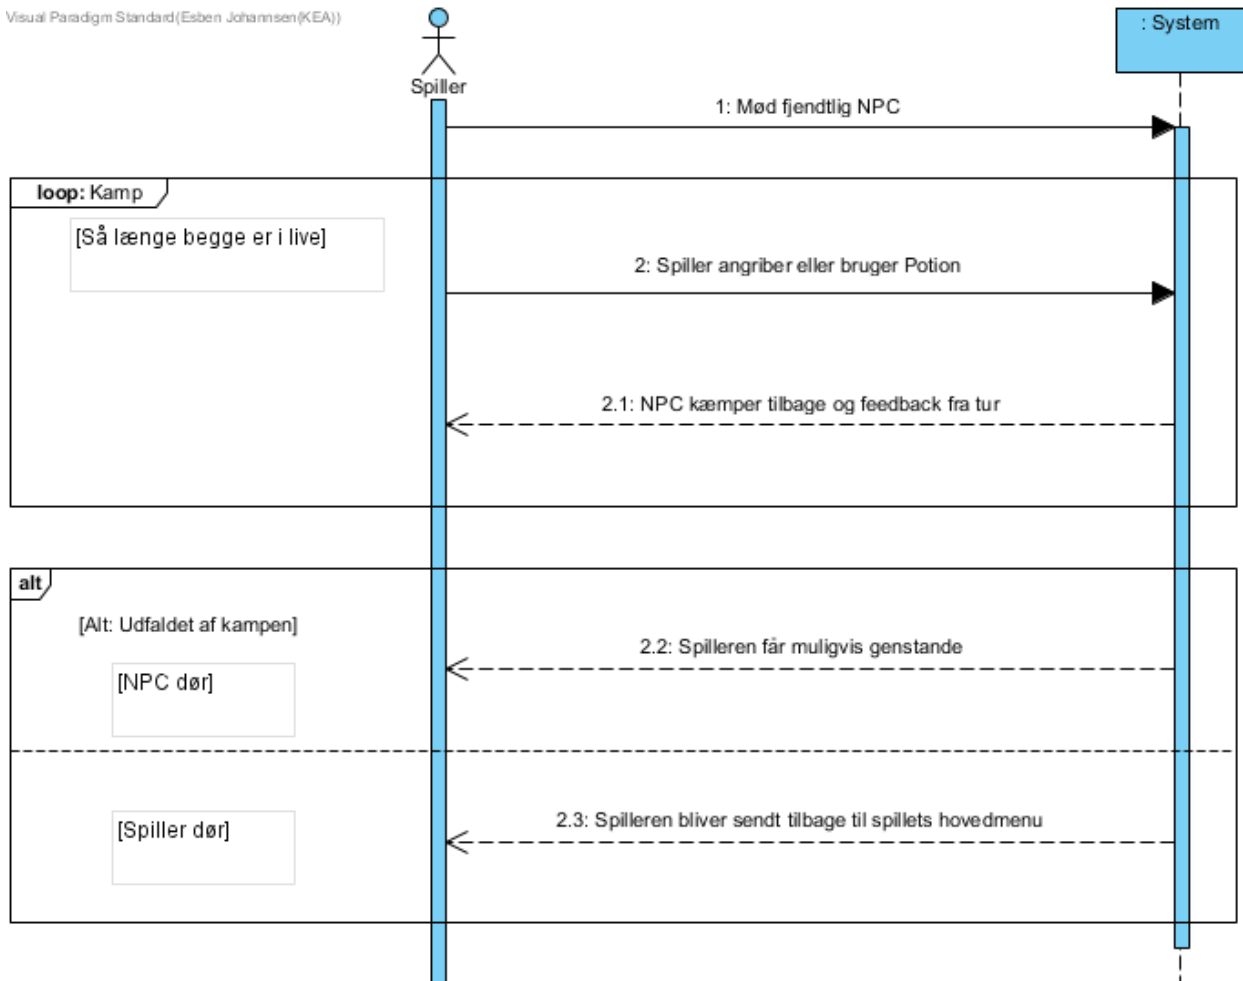 Visual Paradigm Standard(Esben Johannsen(KEA))
: System
Spiller
1: Mød fjendtlig NPC
loop: Kamp
[Så længe begge er i live]
2: Spiller angriber eller bruger Potion
2.1: NPC kæmper tilbage og feedback fra tur
alt
[Alt: Udfaldet af kampen]
2.2: Spilleren får muligvis genstande
[NPC dør]
2.3: Spilleren bliver sendt tilbage til spillets hovedmenu
[Spiller dør]